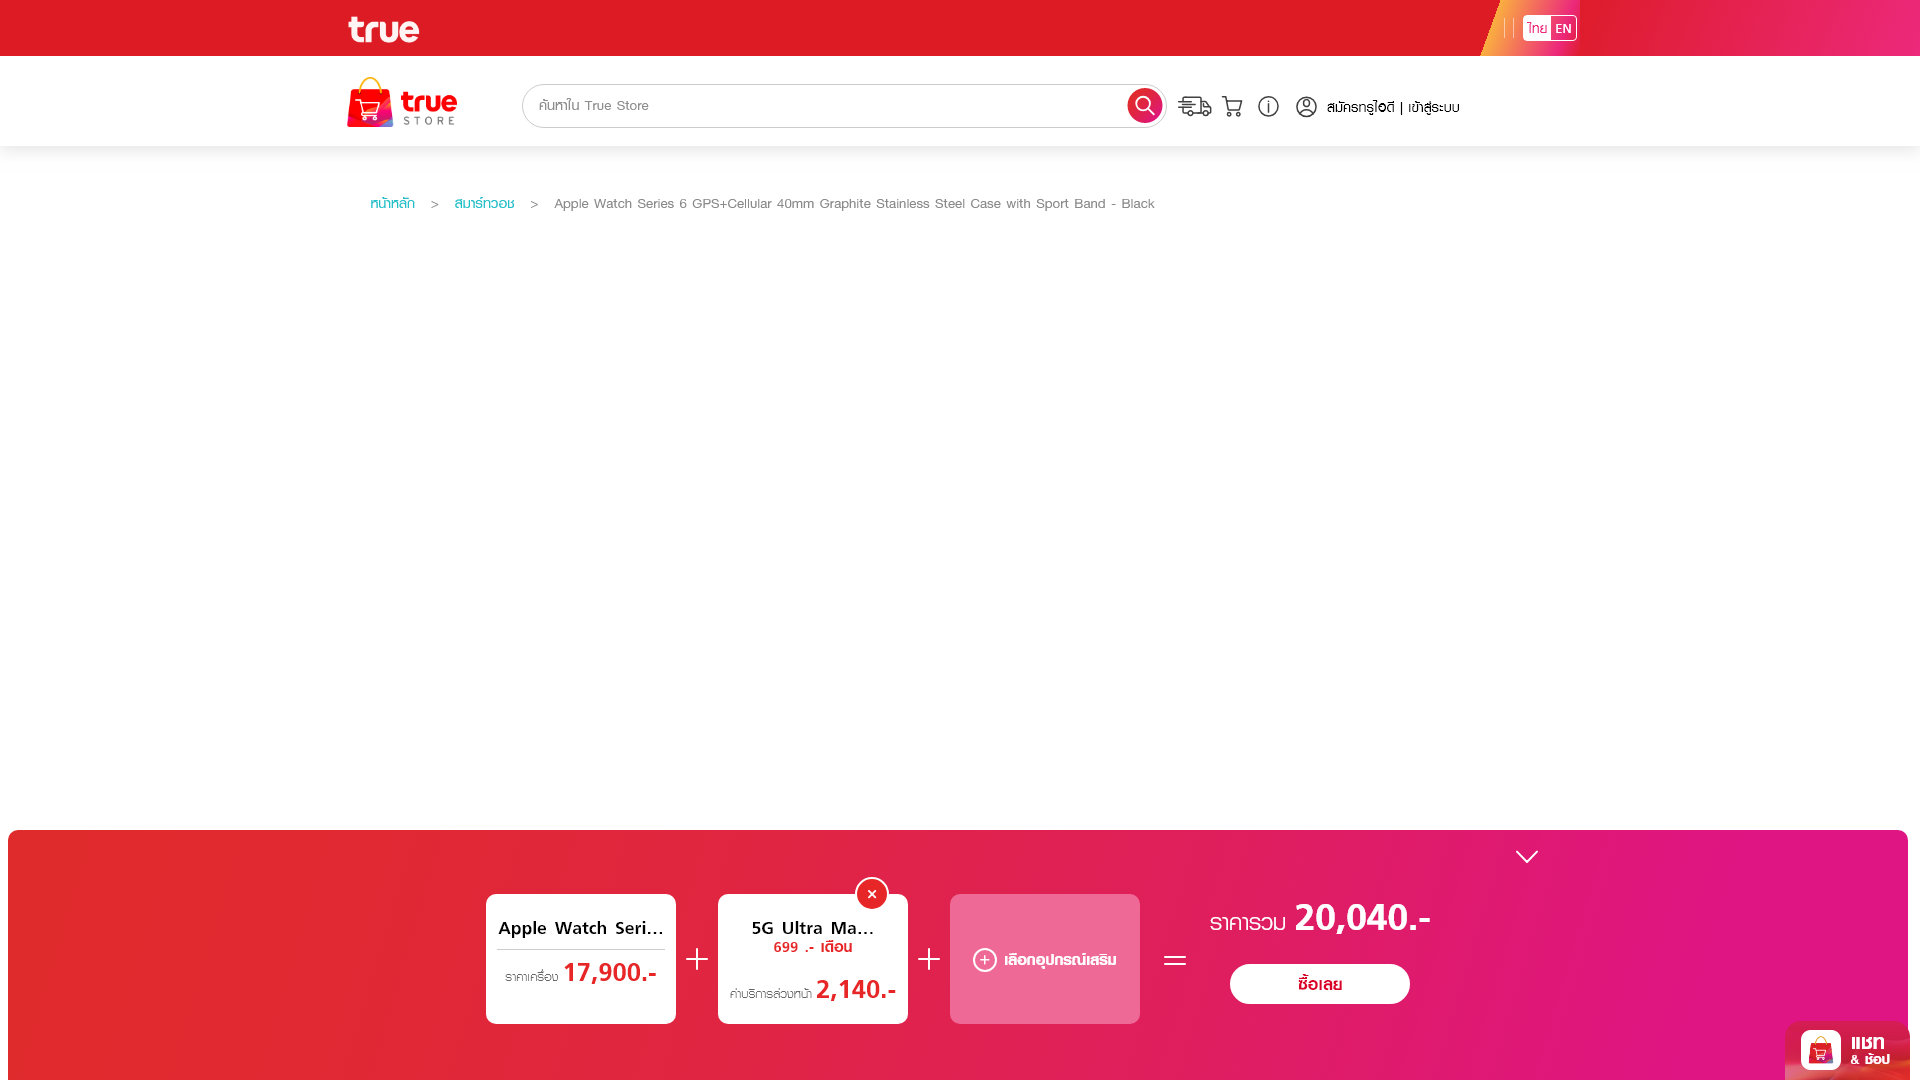 true
ไทย EN
true STORE
ค้นหาใน True Store
สมัครทรูไอดี | เข้าสู่ระบบ
หน้าหลัก > สมาร์ทวอช > Apple Watch Series 6 GPS+Cellular 40mm Graphite Stainless Steel Case with Sport Band - Black
Apple Watch Seri...
ราคาเครื่อง 17,900.-
5G Ultra Ma...
699 .- เดือน
ค่าบริการล่วงหน้า 2,140.-
เลือกอุปกรณ์เสริม
ราคารวม 20,040.-
ซื้อเลย
แชท
& ช้อป